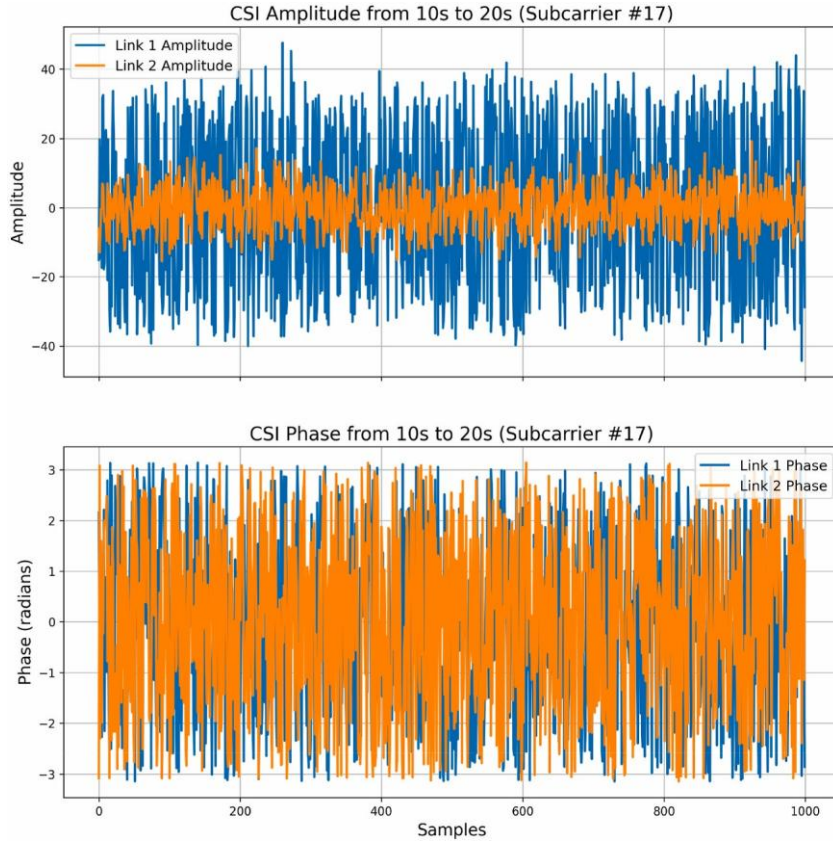 CSI Amplitude from 10s to 20s (Subcarrier #17)
Link 1 Amplitude
Link 2 Amplitude
40
20
0
−20
−40
Amplitude
CSI Phase from 10s to 20s (Subcarrier #17)
Link 1 Phase
Link 2 Phase
3
2
1
0
−1
−2
−3
Phase (radians)
0 200 400 600 800 1000
Samples